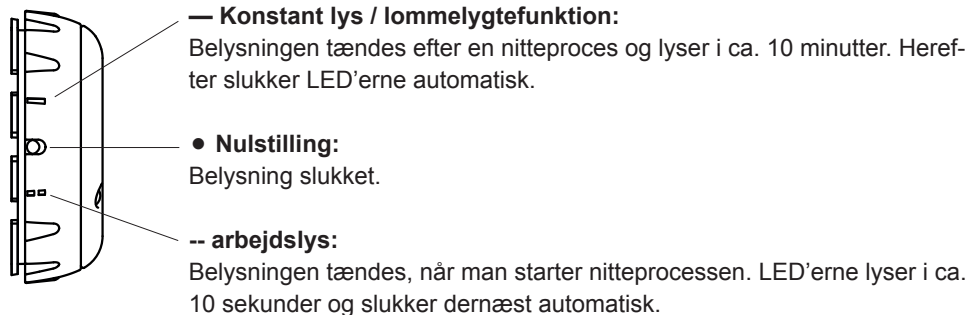 — Konstant lys / lommelygtefunktion:
Belysningen tændes efter en nitteproces og lyser i ca. 10 minutter. Heref-
ter slukker LED’erne automatisk.
● Nulstilling:
Belysning slukket.
-- arbejdslys:
Belysningen tændes, når man starter nitteprocessen. LED’erne lyser i ca.
10 sekunder og slukker dernæst automatisk.